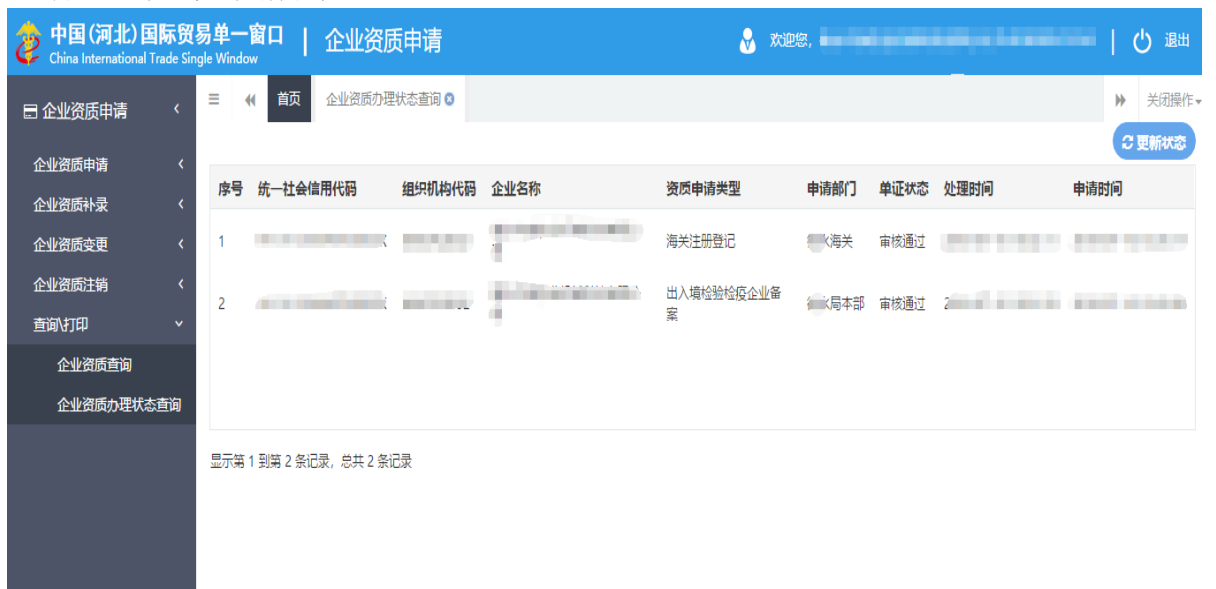 中国(河北)国际贸易单一窗口 | 企业资质申请
China International Trade Single Window
欢迎您,
退出
企业资质申请
首页
企业资质办理状态查询
关闭操作
更新状态
企业资质申请
企业资质补录
企业资质变更
企业资质注销
查询\打印
企业资质查询
企业资质办理状态查询
序号 统一社会信用代码 组织机构代码 企业名称 资质申请类型 申请部门 单证状态 处理时间 申请时间
1 海关注册登记 海关 审核通过
2 出入境检验检疫企业备案 局本部 审核通过
显示第 1 到第 2 条记录，总共 2 条记录